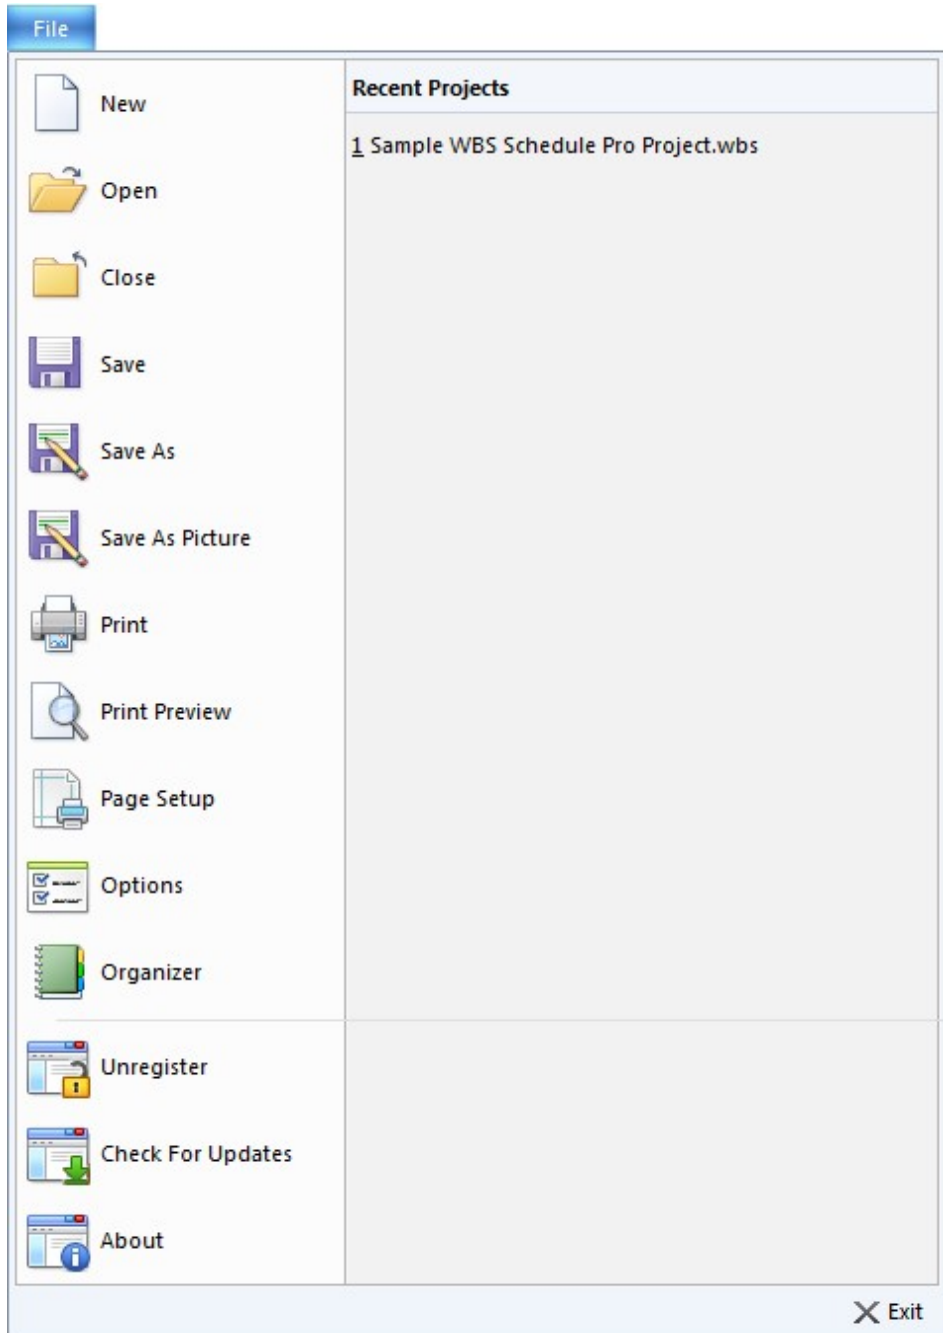 File
New
Open
Close
Save
Save As
Save As Picture
Print
Print Preview
Page Setup
Options
Organizer
Unregister
Check For Updates
About
Recent Projects
1 Sample WBS Schedule Pro Project.wbs
Exit